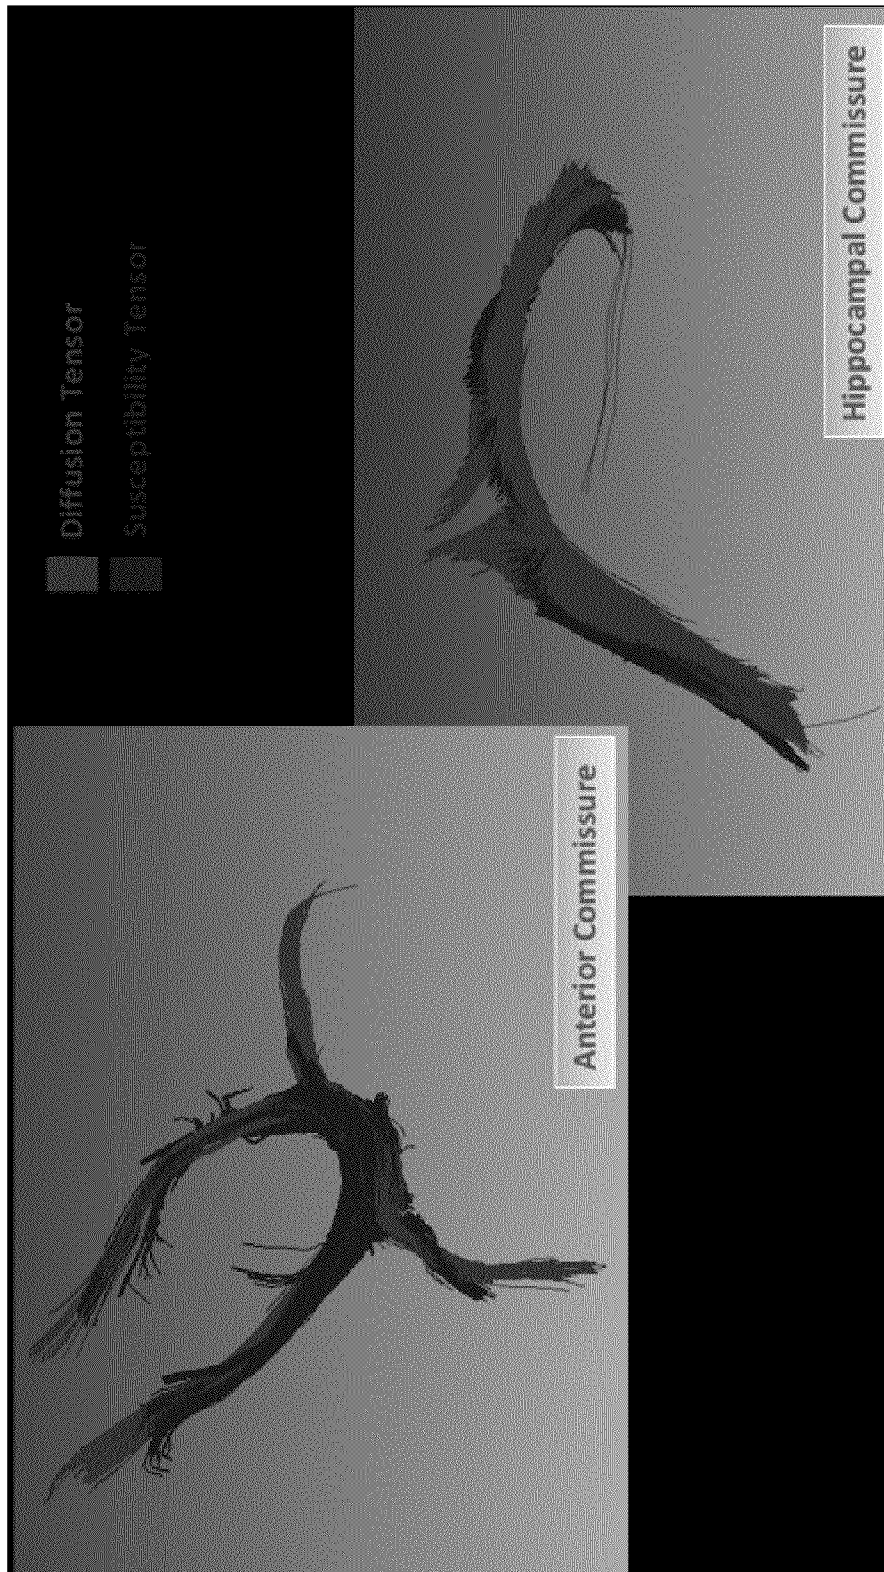 Diffusion Tensor
Susceptibility Tensor
Anterior Commissure
Hippocampal Commissure